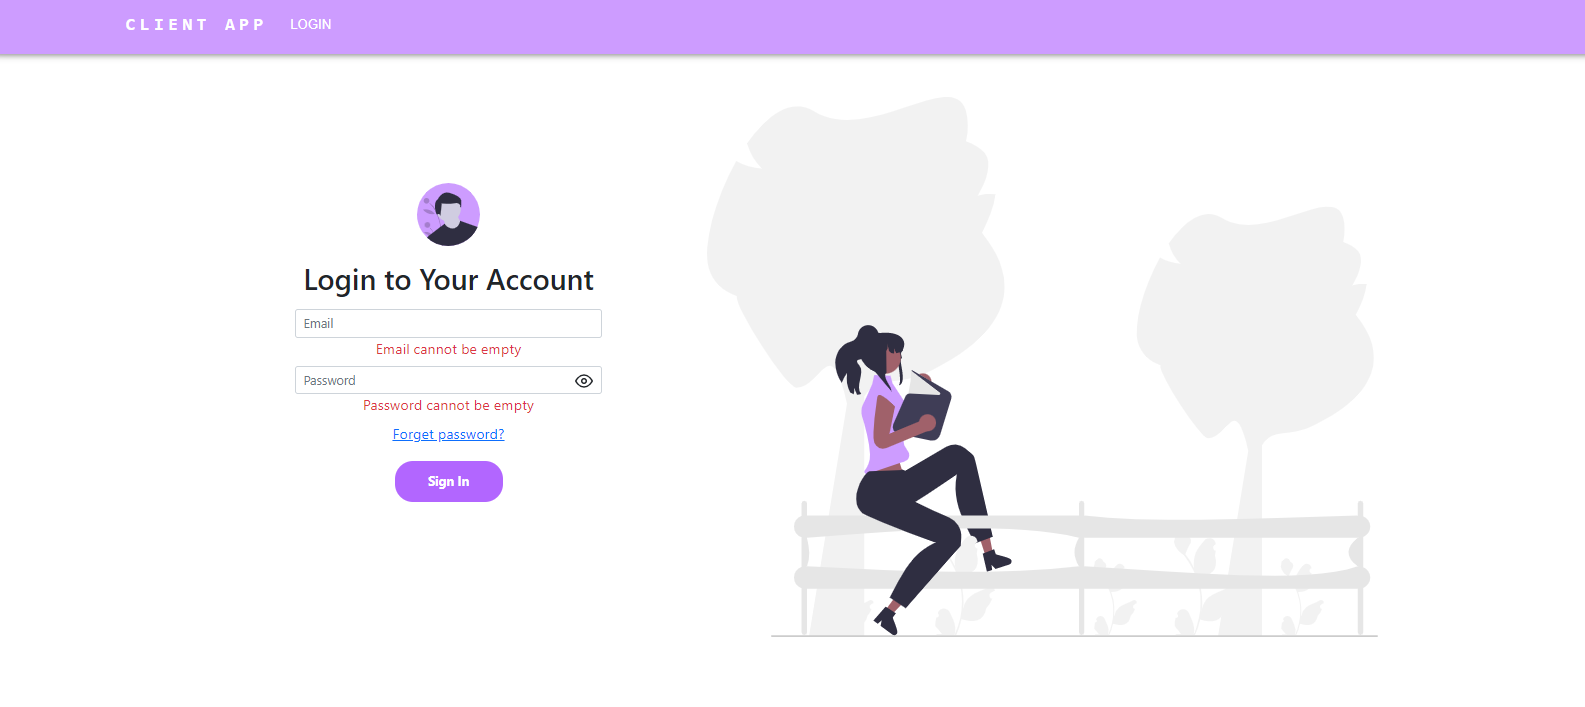 CLIENT APP LOGIN
Login to Your Account
Email
Email cannot be empty
Password
Password cannot be empty
Forget password?
Sign In